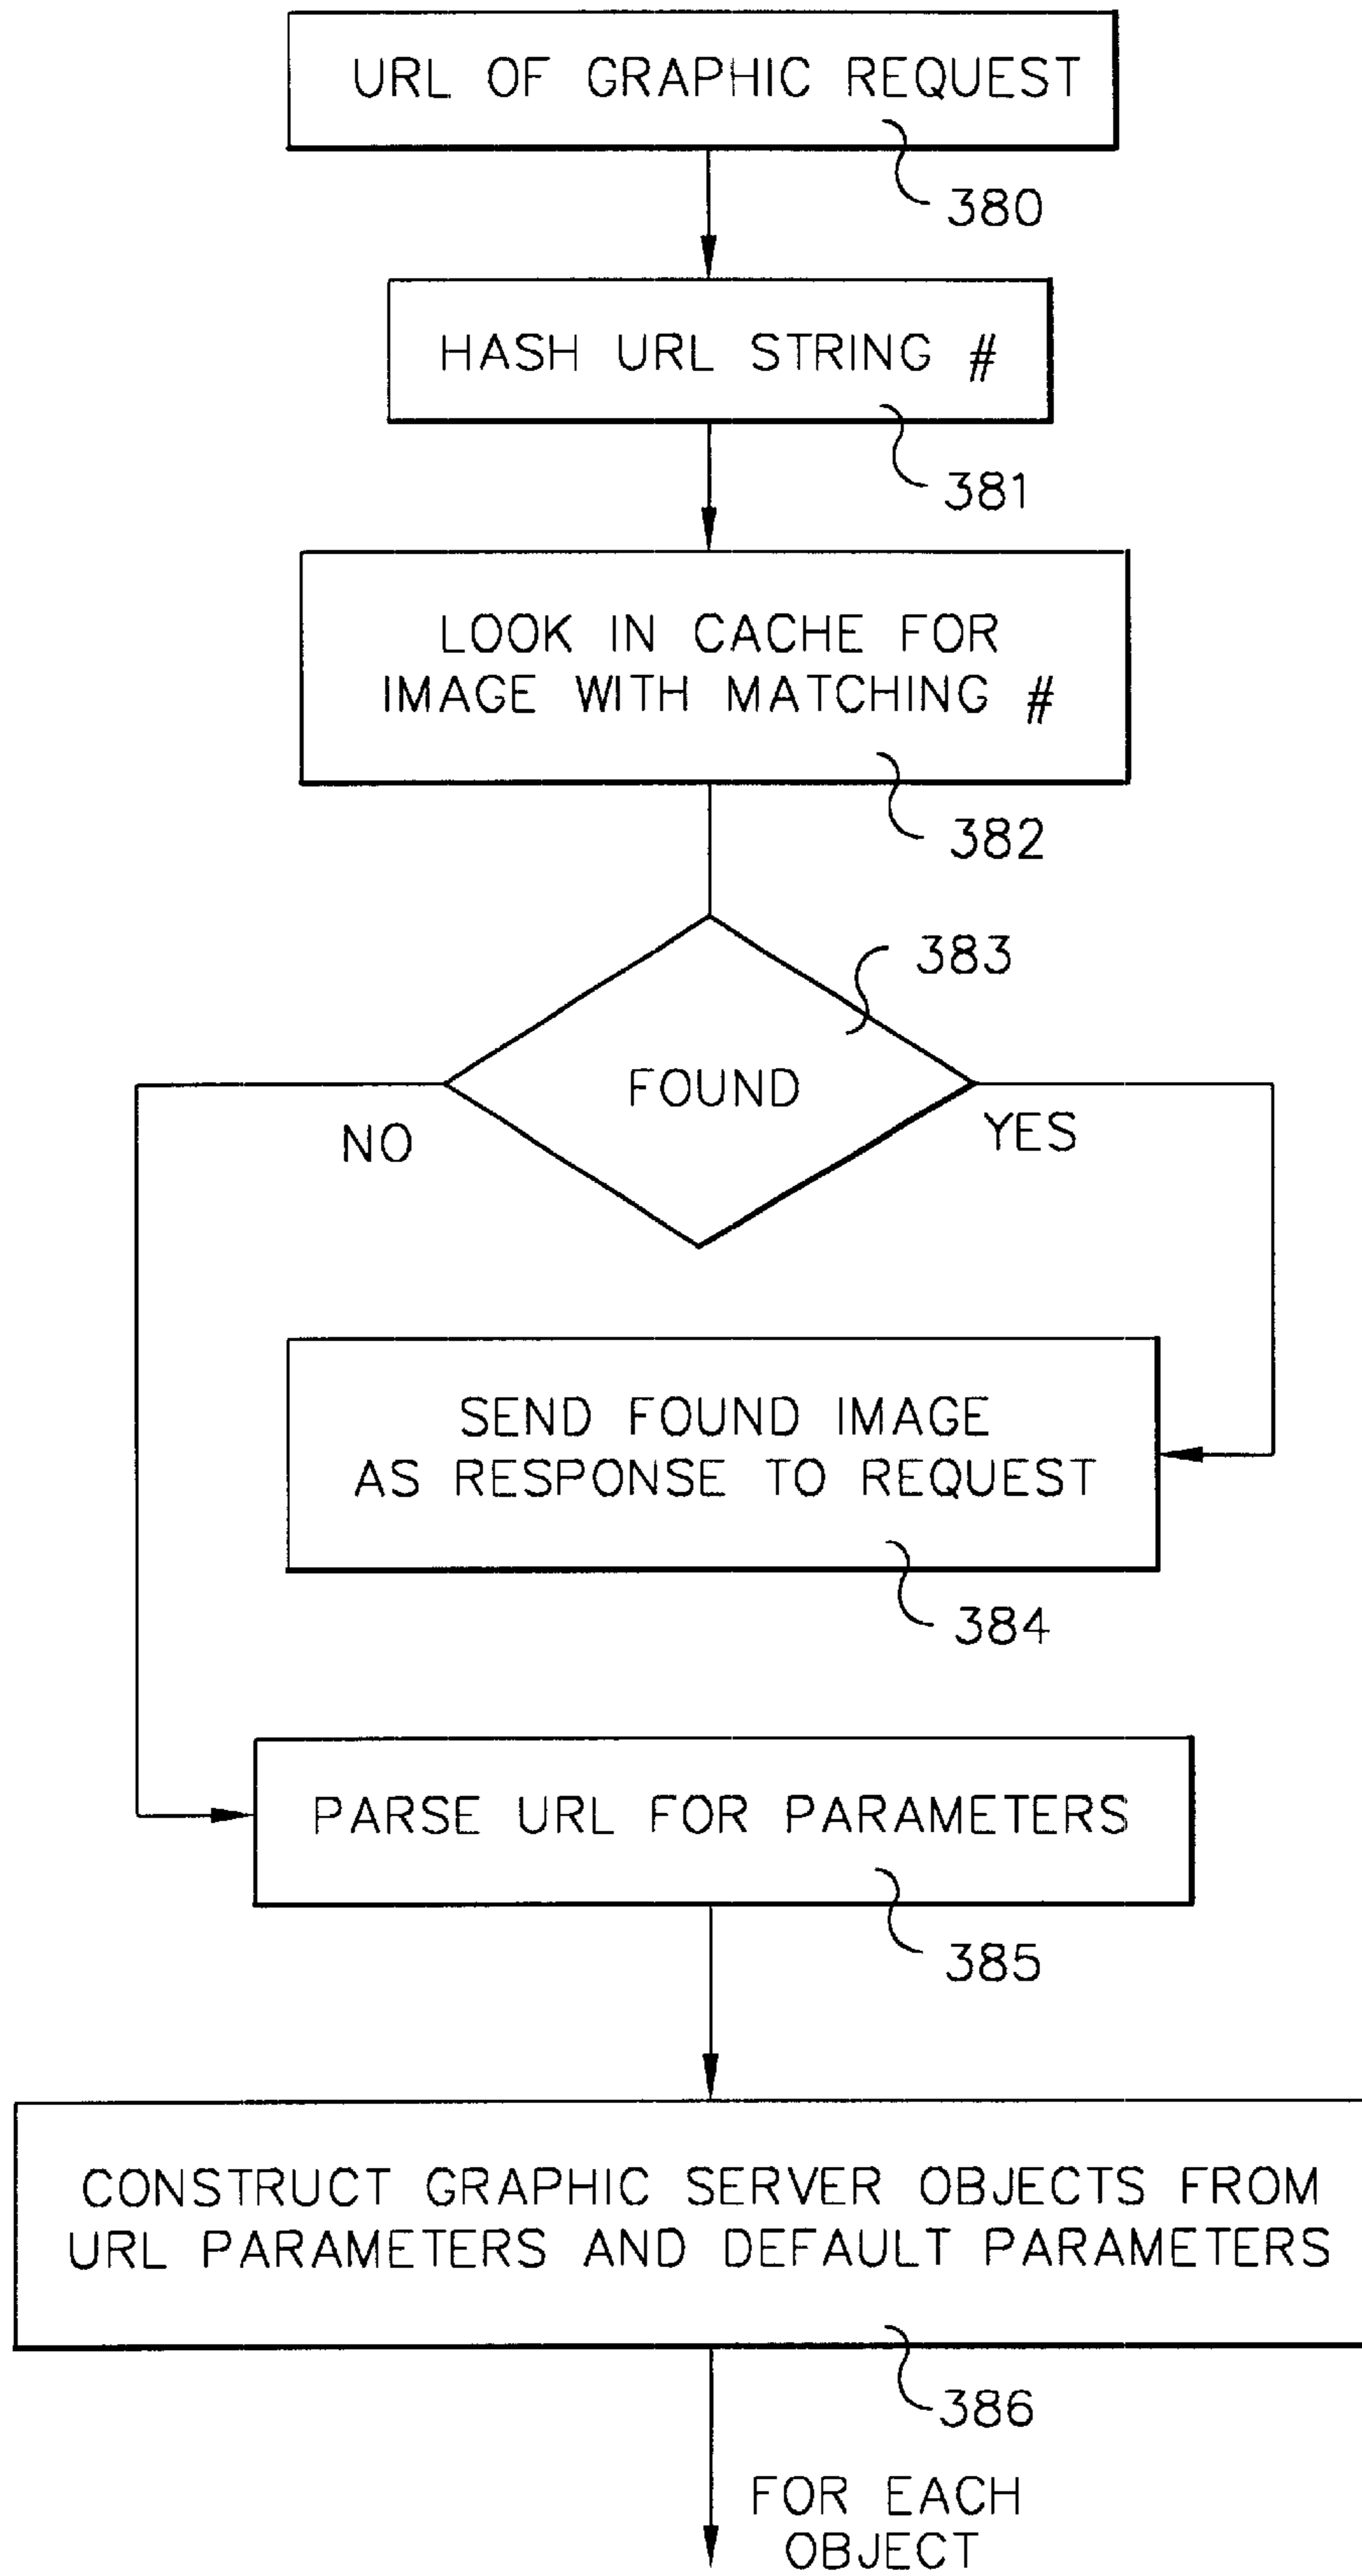 URL OF GRAPHIC REQUEST
380
HASH URL STRING #
381
LOOK IN CACHE FOR
IMAGE WITH MATCHING #
382
383
FOUND
NO
YES
SEND FOUND IMAGE
AS RESPONSE TO REQUEST
384
PARSE URL FOR PARAMETERS
385
CONSTRUCT GRAPHIC SERVER OBJECTS FROM
URL PARAMETERS AND DEFAULT PARAMETERS
386
FOR EACH
OBJECT